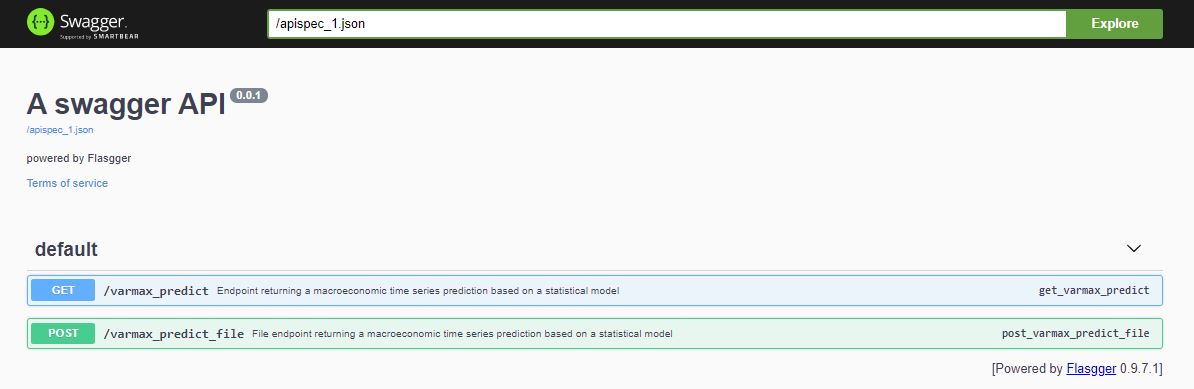 {··} Swagger. /apispec_1.json Explore
Supported by SMARTBEAR
A swagger API 0.0.1
/apispec_1.json
powered by Flasgger
Terms of service
default
GET /varmax_predict Endpoint returning a macroeconomic time series prediction based on a statistical model get_varmax_predict
POST /varmax_predict_file File endpoint returning a macroeconomic time series prediction based on a statistical model post_varmax_predict_file
[Powered by Flasgger 0.9.7.1]